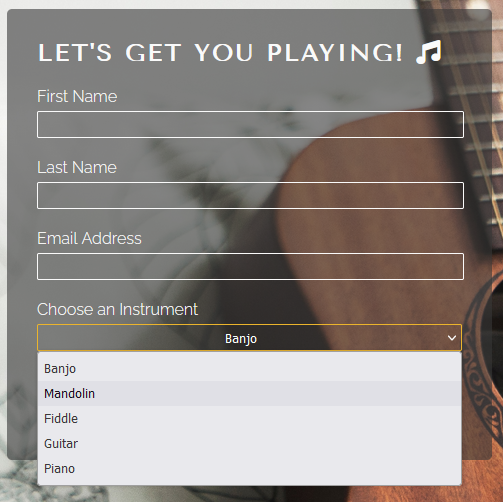 LET'S GET YOU PLAYING!
First Name
Last Name
Email Address
Choose an Instrument
Banjo
Banjo
Mandolin
Fiddle
Guitar
Piano